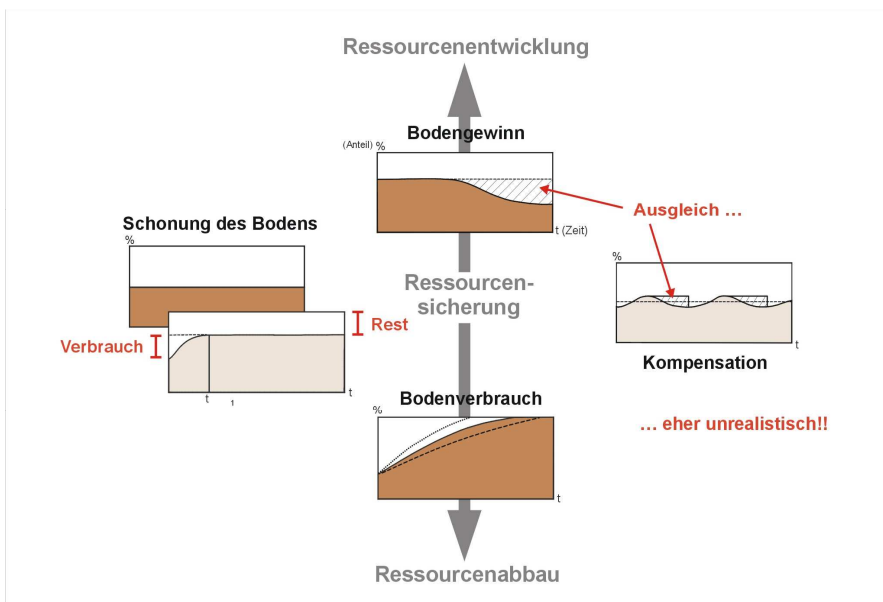 Ressourcenentwicklung
Bodengewinn
(Anteil) %
t (Zeit)
Ausgleich ...
Schonung des Bodens
%
Ressourcen-
sicherung
%
Rest
Verbrauch
t
t 1
t
Kompensation
Bodenverbrauch
%
t
... eher unrealistisch!!
Ressourcenabbau